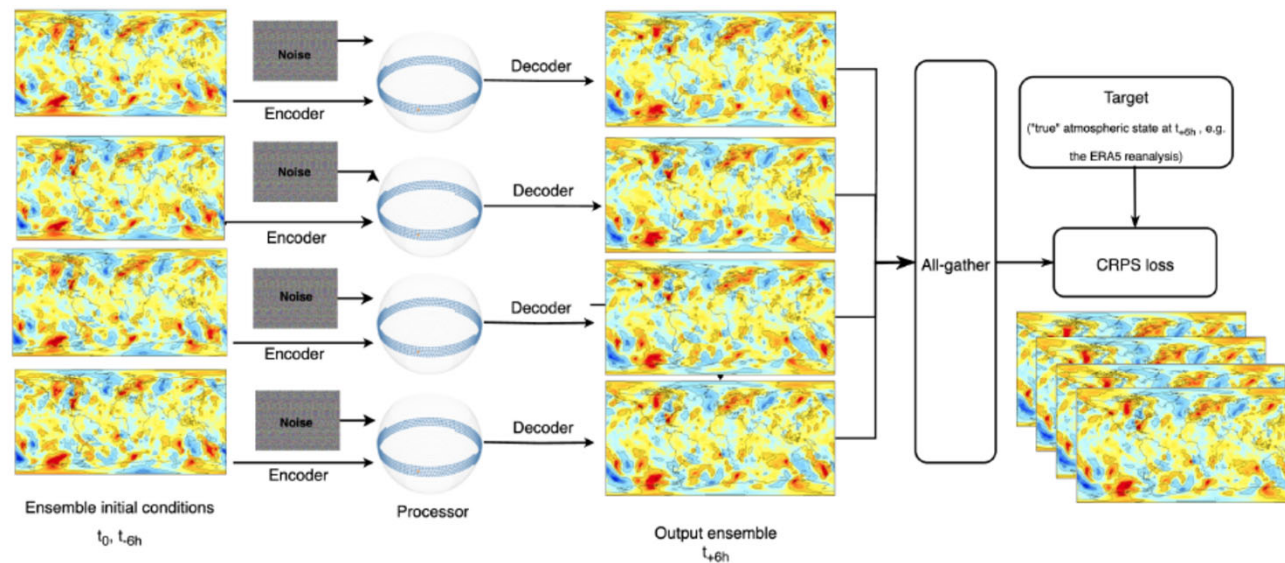 Noise
Encoder
Decoder
Noise
Encoder
Decoder
Noise
Encoder
Decoder
Noise
Encoder
Decoder
Ensemble initial conditions
t0, t-6h
Processor
Output ensemble
t+6h
All-gather
Target
("true" atmospheric state at t+6h , e.g.
the ERA5 reanalysis)
CRPS loss